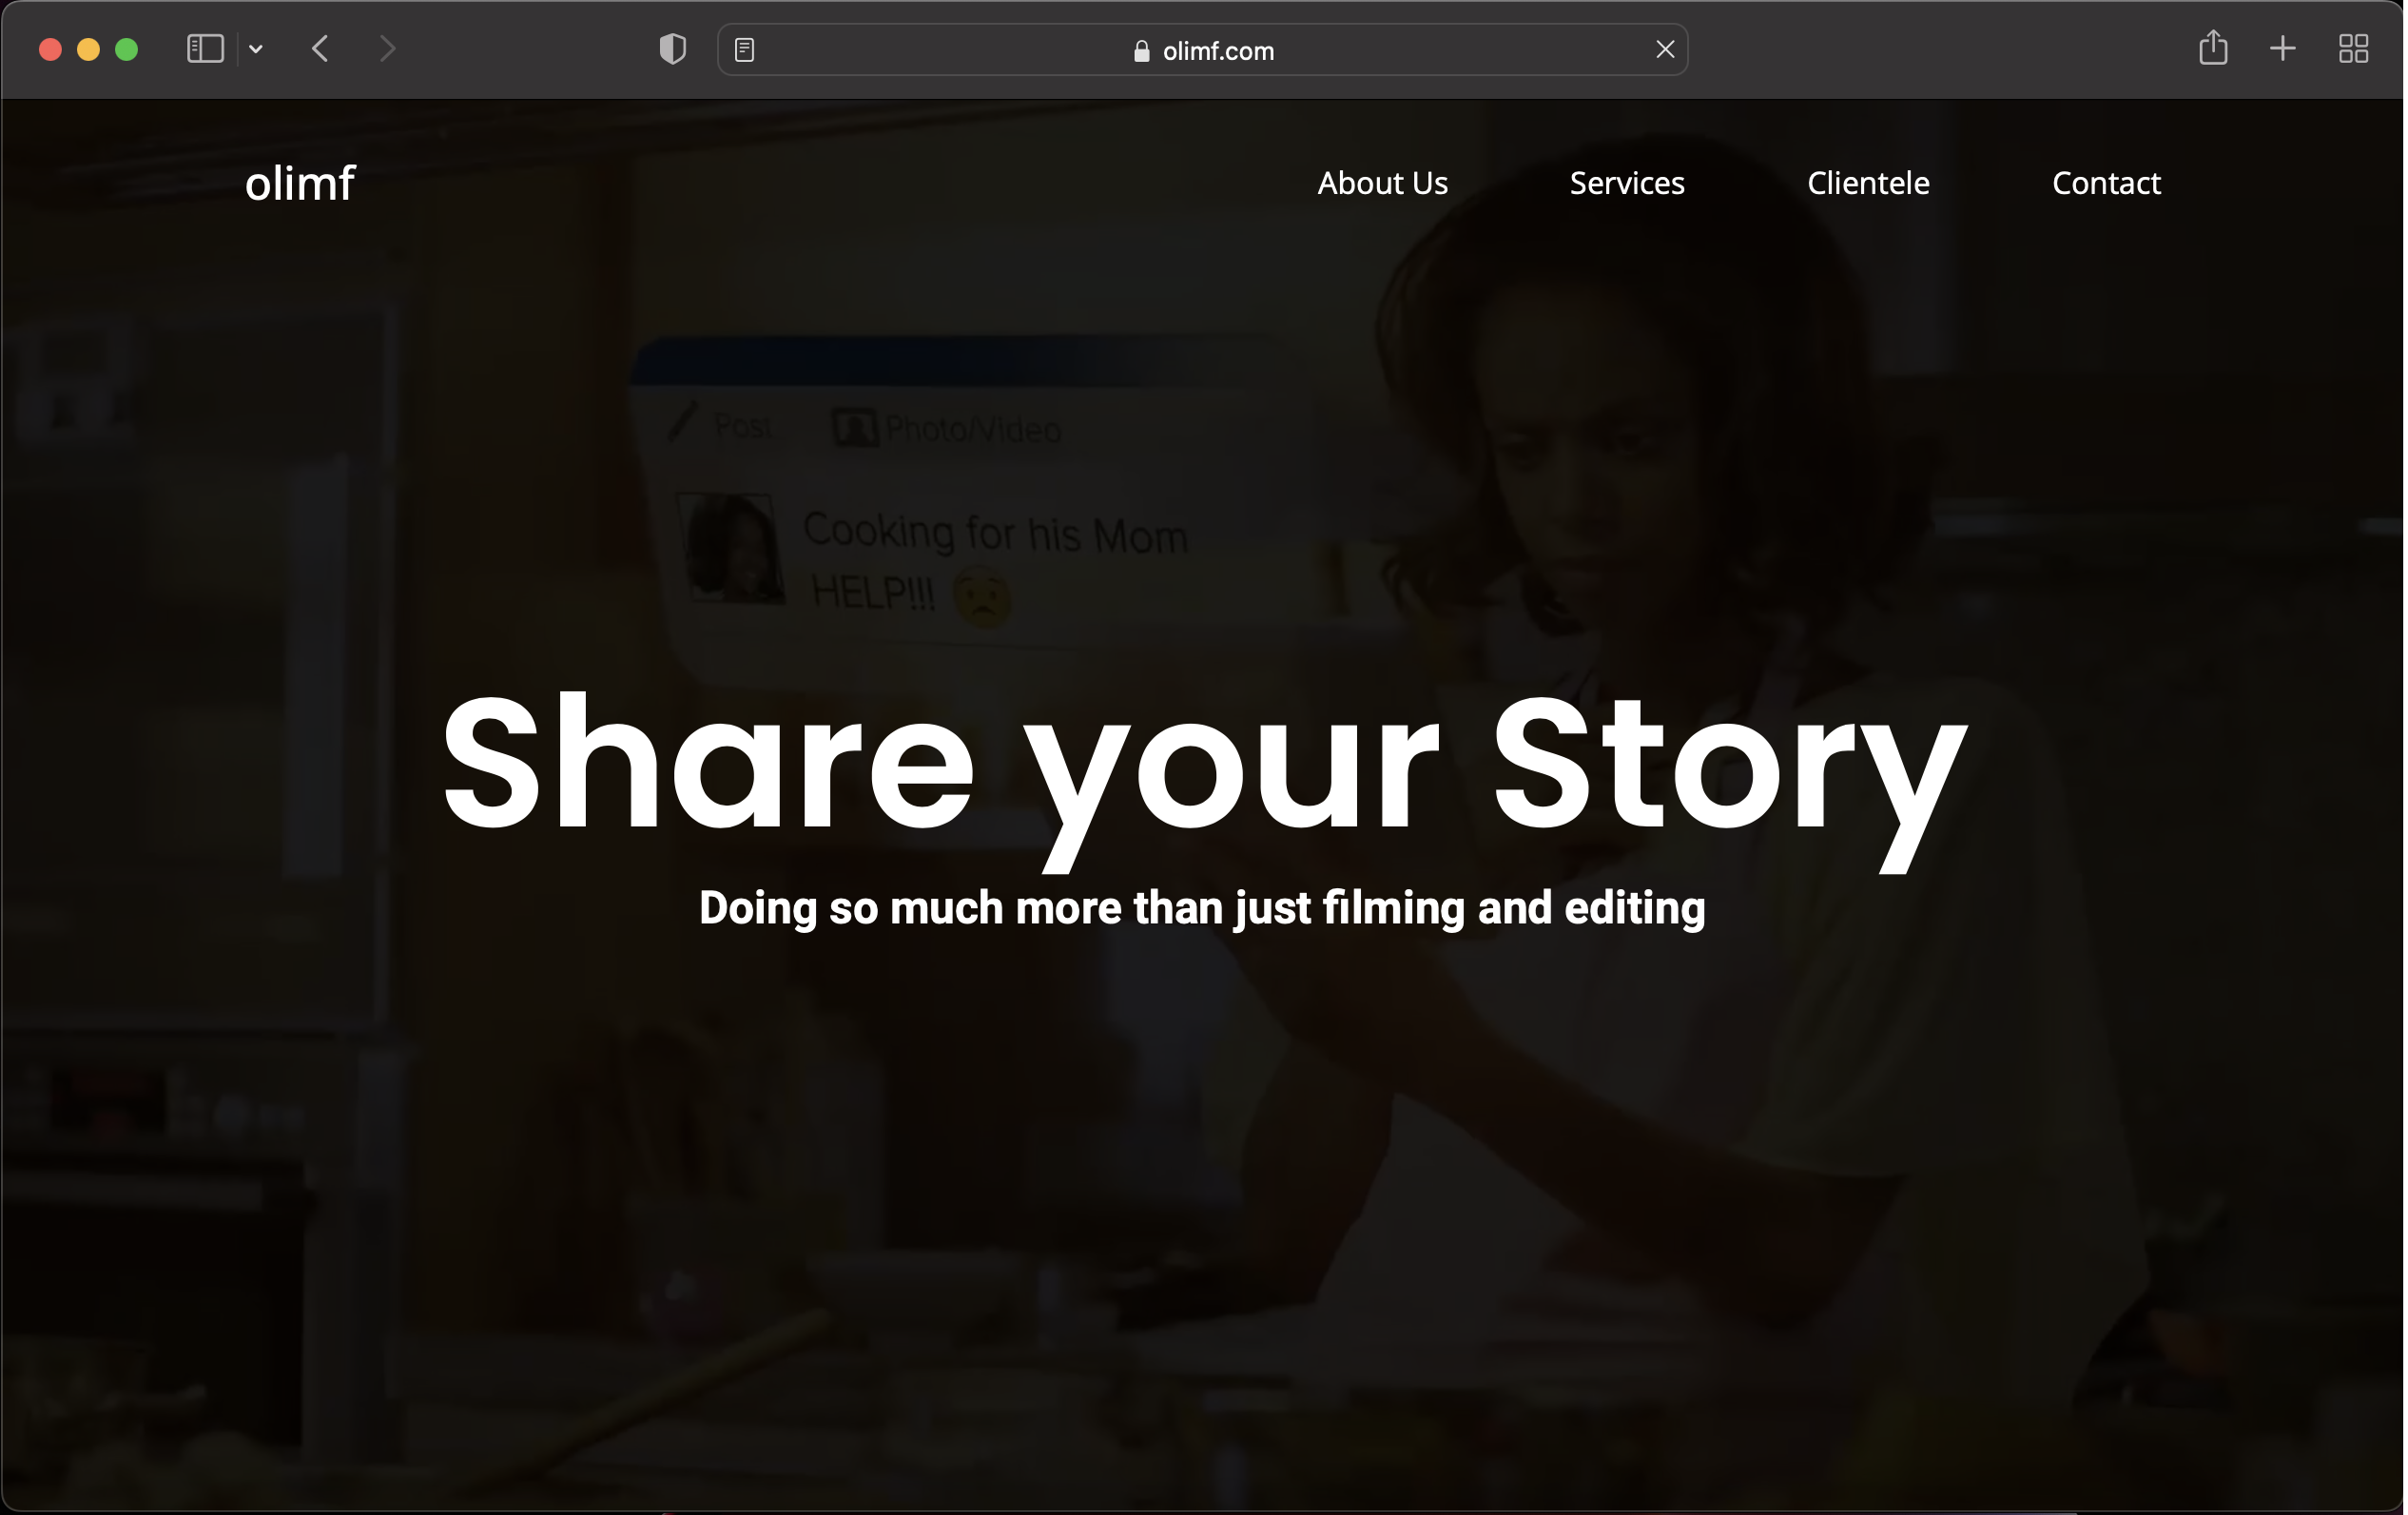 olimf.com
olimf
About Us
Services
Clientele
Contact
Post
Photo/Video
Cooking for his Mom
HELP!!! 😟
Share your Story
Doing so much more than just filming and editing